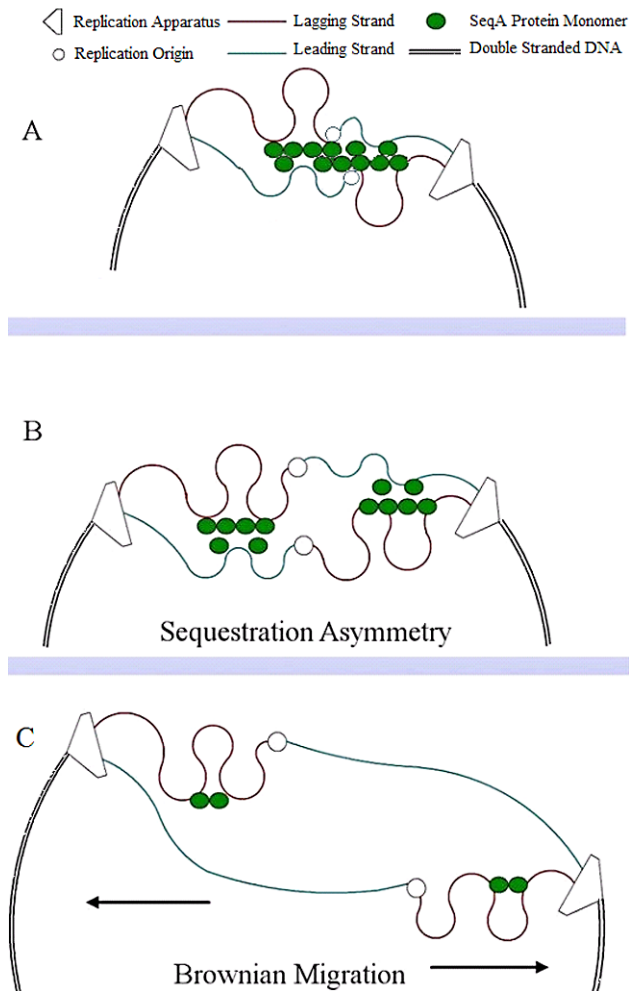 Replication Apparatus Lagging Strand SeqA Protein Monomer
Replication Origin Leading Strand Double Stranded DNA
A
B
Sequestration Asymmetry
C
Brownian Migration